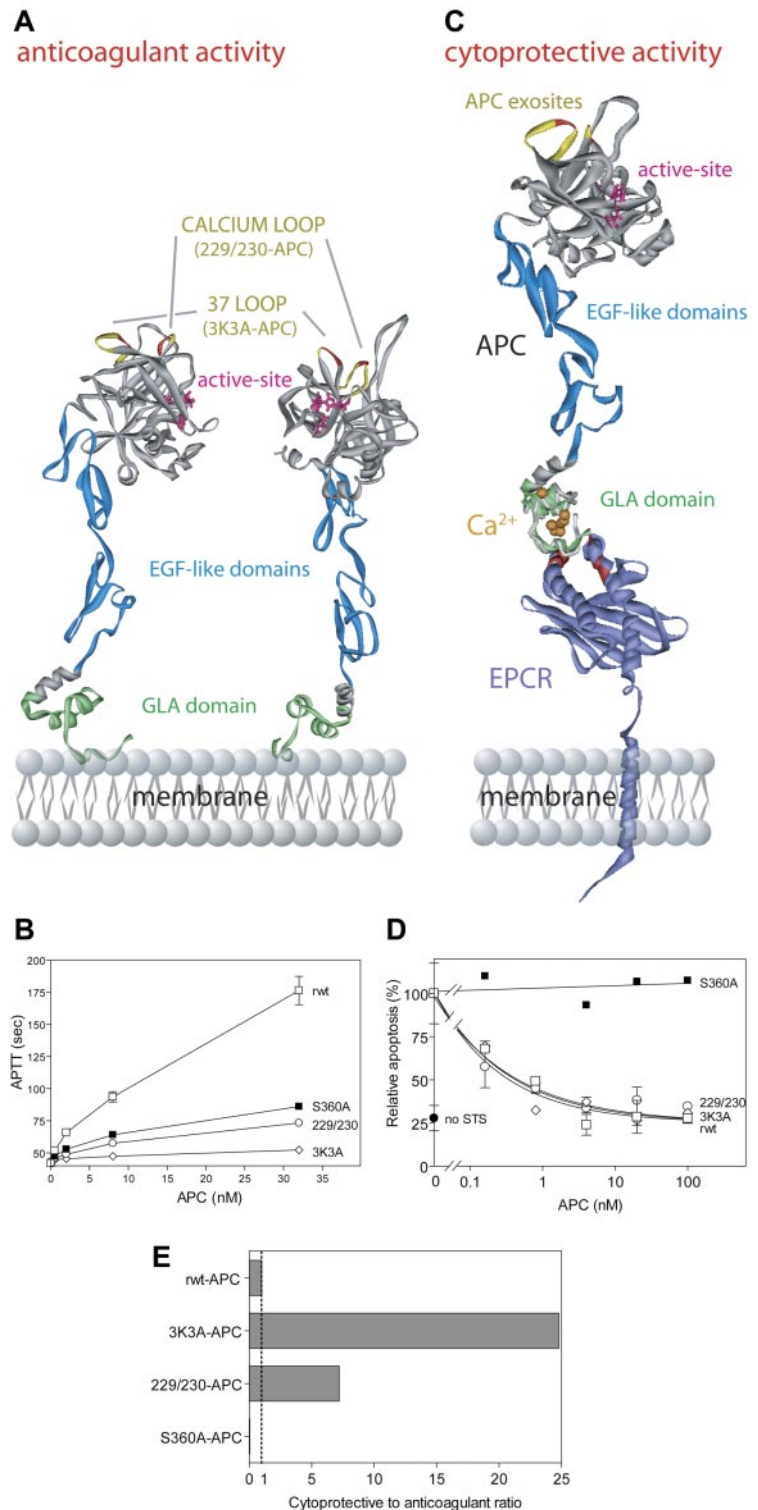 A
anticoagulant activity
CALCIUM LOOP
(229/230-APC)
37 LOOP
(3K3A-APC)
active-site
EGF-like domains
GLA domain
membrane
C
cytoprotective activity
APC exosites
active-site
EGF-like domains
APC
GLA domain
Ca²⁺
EPCR
membrane
B
200
175
150
125
100
75
50
APTT (sec)
rwt
S360A
229/230
3K3A
0 5 10 15 20 25 30 35
APC (nM)
D
100
75
50
25
0
Relative apoptosis (%)
S360A
no STS
229/230
3K3A
rwt
0 0.1 1 10 100
APC (nM)
E
rwt-APC
3K3A-APC
229/230-APC
S360A-APC
0 1 5 10 15 20 25
Cytoprotective to anticoagulant ratio